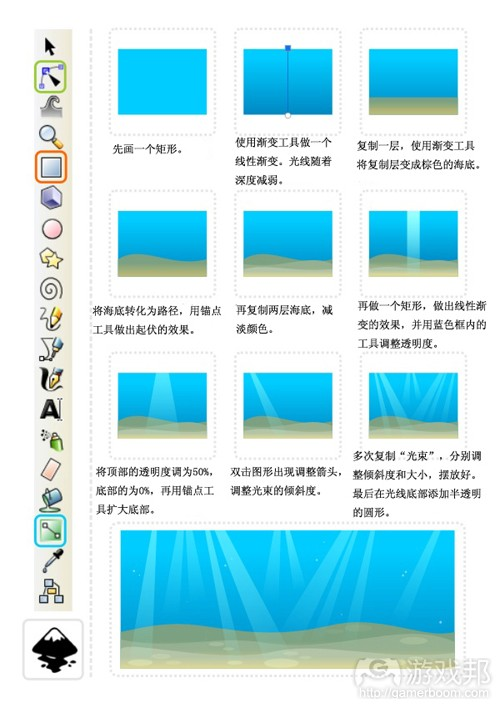 先画一个矩形。
使用渐变工具做一个
线性渐变。光线随着
深度减弱。
复制一层，使用渐变工具
将复制层变成棕色的海底。
将海底转化为路径，用锚点
工具做出起伏的效果。
再复制两层海底，减
淡颜色。
再做一个矩形，做出线性渐
变的效果，并用蓝色框内的
工具调整透明度。
将顶部的透明度调为50%，
底部的为0%，再用锚点工
具扩大底部。
双击图形出现调整箭头，
调整光束的倾斜度。
多次复制“光束”，分别调
整倾斜度和大小，摆放好。
最后在光线底部添加半透明
的圆形。
A
游戏邦
http://gamerboom.com